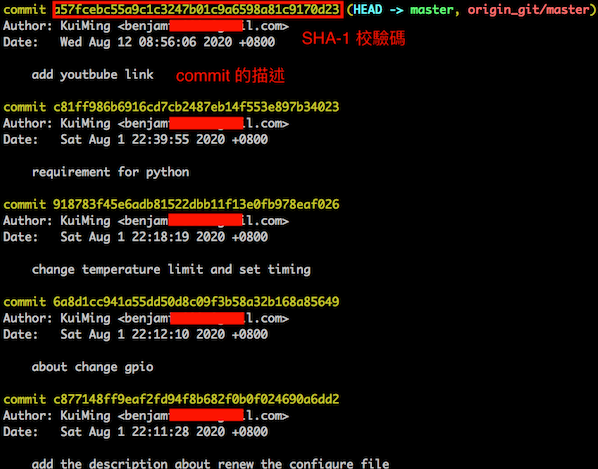 commit a57fcebc55a9c1c3247b01c9a6598a81c9170d23 (HEAD -> master, origin_git/master)
Author: KuiMing <benjam il.com>
SHA-1 校驗碼
Date:   Wed Aug 12 08:56:06 2020 +0800
add youtbube link
commit 的描述
commit c81ff986b6916cd7cb2487eb14f553e897b34023
Author: KuiMing <benjam il.com>
Date:   Sat Aug 1 22:39:55 2020 +0800
requirement for python
commit 918783f45e6adb81522dbb11f13e0fb978eaf026
Author: KuiMing <benjam il.com>
Date:   Sat Aug 1 22:18:19 2020 +0800
change temperature limit and set timing
commit 6a8d1cc941a55dd50d8c09f3b58a32b168a85649
Author: KuiMing <benjam il.com>
Date:   Sat Aug 1 22:12:10 2020 +0800
about change gpio
commit c877148ff9eaf2fd94f8b682f0b0f024690a6dd2
Author: KuiMing <benjam il.com>
Date:   Sat Aug 1 22:11:28 2020 +0800
add the description about renew the configure file